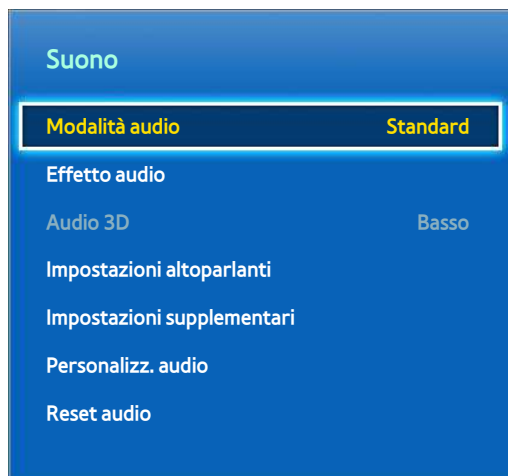 Suono
Modalità audio Standard
Effetto audio
Audio 3D Basso
Impostazioni altoparlanti
Impostazioni supplementari
Personalizz. audio
Reset audio